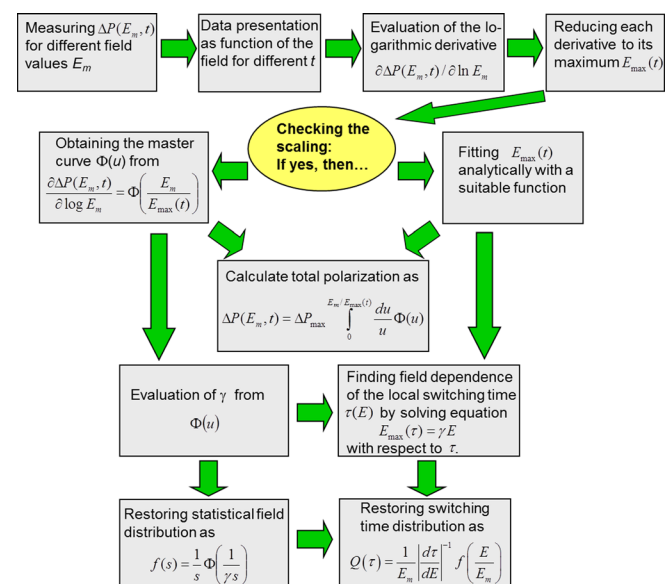 Measuring ΔP(E_m, t)
for different field
values E_m
Data presentation
as function of the
field for different t
Evaluation of the lo-
garithmic derivative
∂ΔP(E_m, t) / ∂ ln E_m
Reducing each
derivative to its
maximum E_max(t)
Checking the
scaling:
If yes, then…
Obtaining the master
curve Φ(u) from
∂ΔP(E_m, t) / ∂ log E_m = Φ(E_m / E_max(t))
Fitting E_max(t)
analytically with a
suitable function
Calculate total polarization as
ΔP(E_m, t) = ΔP_max ∫_0^{E_m/E_max(t)} du/u Φ(u)
Evaluation of γ from
Φ(u)
Finding field dependence
of the local switching time
τ(E) by solving equation
E_max(τ) = γE
with respect to τ.
Restoring statistical field
distribution as
f(s) = 1/s Φ(1/γs)
Restoring switching
time distribution as
Q(τ) = 1/E_m |dτ/dE|^{-1} f(E/E_m)